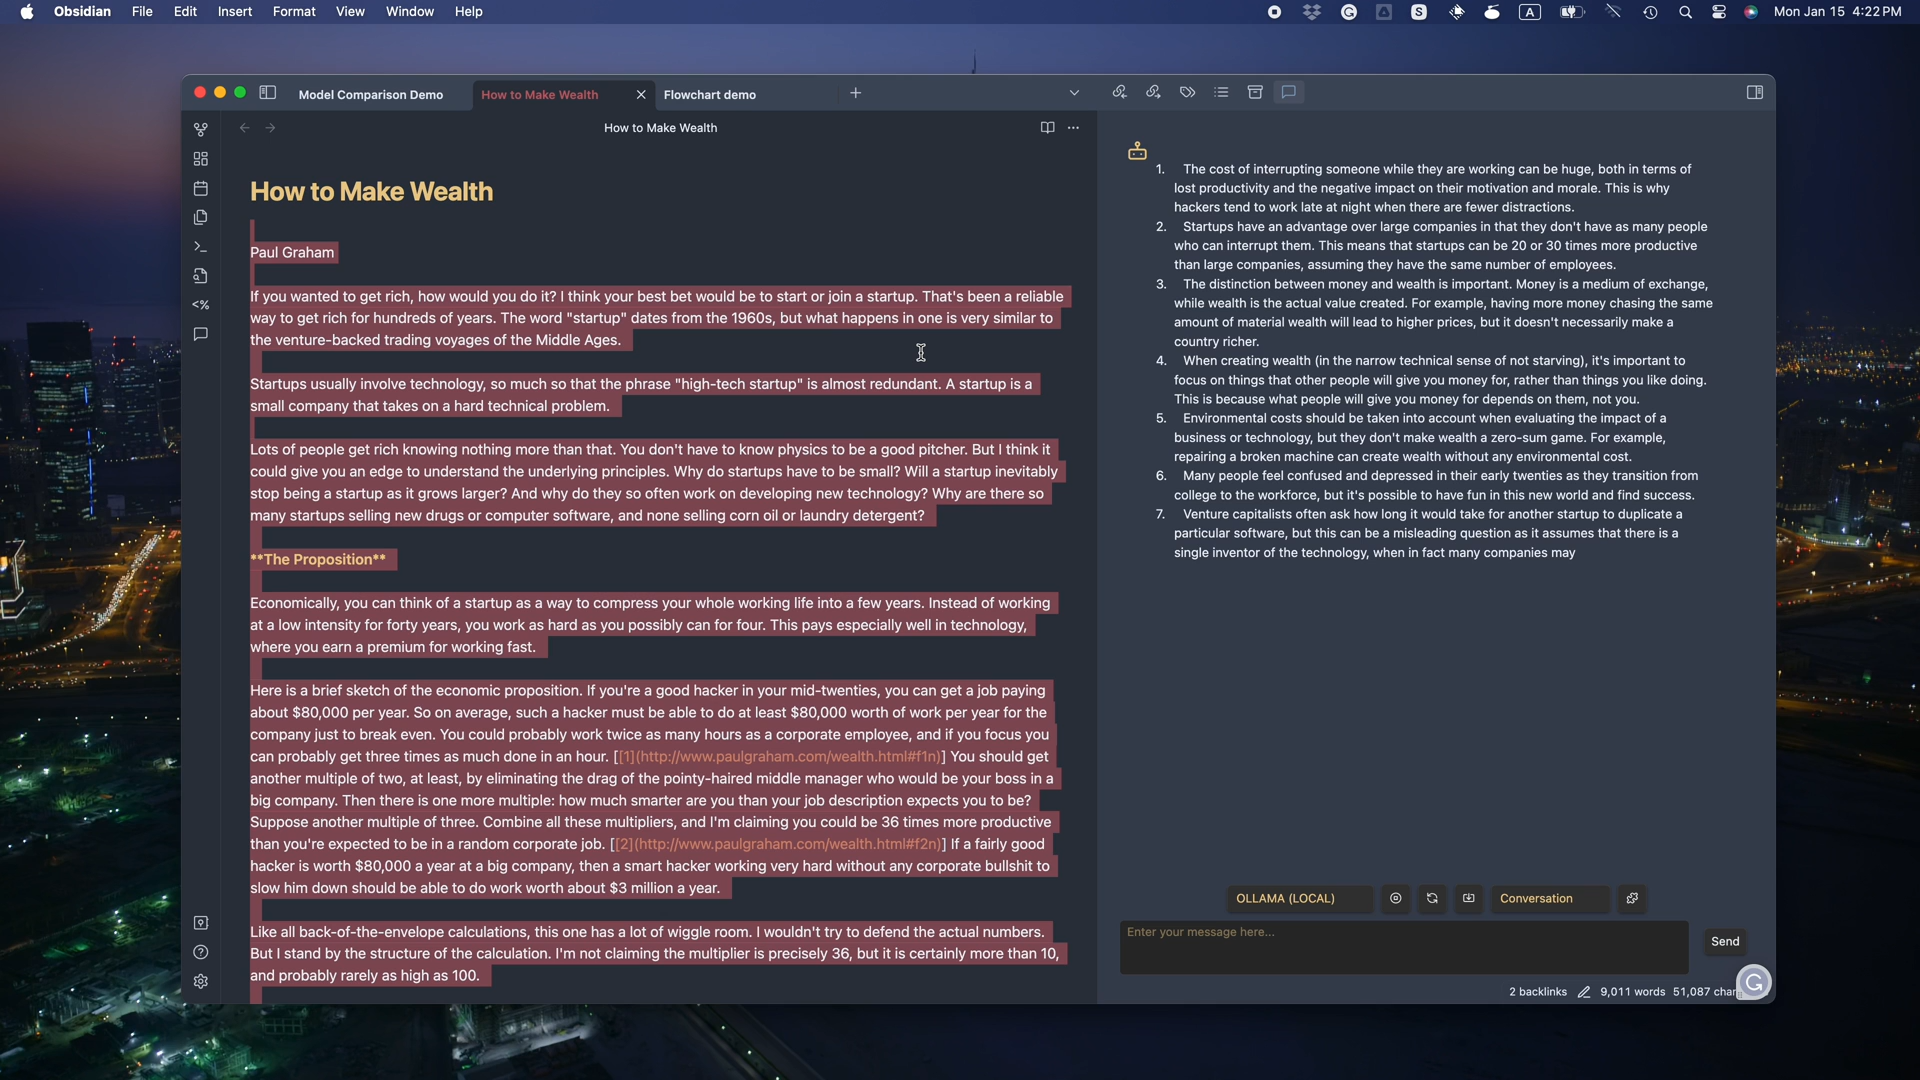 Obsidian File Edit Insert Format View Window Help
A
S
Mon Jan 15 4:22 PM
Model Comparison Demo
How to Make Wealth
Flowchart demo
How to Make Wealth
How to Make Wealth
Paul Graham
If you wanted to get rich, how would you do it? I think your best bet would be to start or join a startup. That's been a reliable
way to get rich for hundreds of years. The word "startup" dates from the 1960s, but what happens in one is very similar to
the venture-backed trading voyages of the Middle Ages.
Startups usually involve technology, so much so that the phrase "high-tech startup" is almost redundant. A startup is a
small company that takes on a hard technical problem.
Lots of people get rich knowing nothing more than that. You don't have to know physics to be a good pitcher. But I think it
could give you an edge to understand the underlying principles. Why do startups have to be small? Will a startup inevitably
stop being a startup as it grows larger? And why do they so often work on developing new technology? Why are there so
many startups selling new drugs or computer software, and none selling corn oil or laundry detergent?
**The Proposition**
Economically, you can think of a startup as a way to compress your whole working life into a few years. Instead of working
at a low intensity for forty years, you work as hard as you possibly can for four. This pays especially well in technology,
where you earn a premium for working fast.
Here is a brief sketch of the economic proposition. If you're a good hacker in your mid-twenties, you can get a job paying
about $80,000 per year. So on average, such a hacker must be able to do at least $80,000 worth of work per year for the
company just to break even. You could probably work twice as many hours as a corporate employee, and if you focus you
can probably get three times as much done in an hour. [[1](http://www.paulgraham.com/wealth.html#f1n)] You should get
another multiple of two, at least, by eliminating the drag of the pointy-haired middle manager who would be your boss in a
big company. Then there is one more multiple: how much smarter are you than your job description expects you to be?
Suppose another multiple of three. Combine all these multipliers, and I'm claiming you could be 36 times more productive
than you're expected to be in a random corporate job. [[2](http://www.paulgraham.com/wealth.html#f2n)] If a fairly good
hacker is worth $80,000 a year at a big company, then a smart hacker working very hard without any corporate bullshit to
slow him down should be able to do work worth about $3 million a year.
Like all back-of-the-envelope calculations, this one has a lot of wiggle room. I wouldn't try to defend the actual numbers.
But I stand by the structure of the calculation. I'm not claiming the multiplier is precisely 36, but it is certainly more than 10,
and probably rarely as high as 100.
1. The cost of interrupting someone while they are working can be huge, both in terms of
lost productivity and the negative impact on their motivation and morale. This is why
hackers tend to work late at night when there are fewer distractions.
2. Startups have an advantage over large companies in that they don't have as many people
who can interrupt them. This means that startups can be 20 or 30 times more productive
than large companies, assuming they have the same number of employees.
3. The distinction between money and wealth is important. Money is a medium of exchange,
while wealth is the actual value created. For example, having more money chasing the same
amount of material wealth will lead to higher prices, but it doesn't necessarily make a
country richer.
4. When creating wealth (in the narrow technical sense of not starving), it's important to
focus on things that other people will give you money for, rather than things you like doing.
This is because what people will give you money for depends on them, not you.
5. Environmental costs should be taken into account when evaluating the impact of a
business or technology, but they don't make wealth a zero-sum game. For example,
repairing a broken machine can create wealth without any environmental cost.
6. Many people feel confused and depressed in their early twenties as they transition from
college to the workforce, but it's possible to have fun in this new world and find success.
7. Venture capitalists often ask how long it would take for another startup to duplicate a
particular software, but this can be a misleading question as it assumes that there is a
single inventor of the technology, when in fact many companies may
OLLAMA (LOCAL)
Conversation
Enter your message here...
Send
2 backlinks 9,011 words 51,087